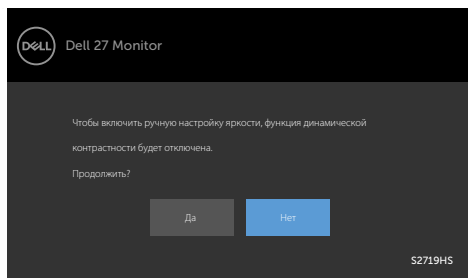 DELL
Dell 27 Monitor
Чтобы включить ручную настройку яркости, функция динамической
контрастности будет отключена.
Продолжить?
Да
Нет
S2719HS